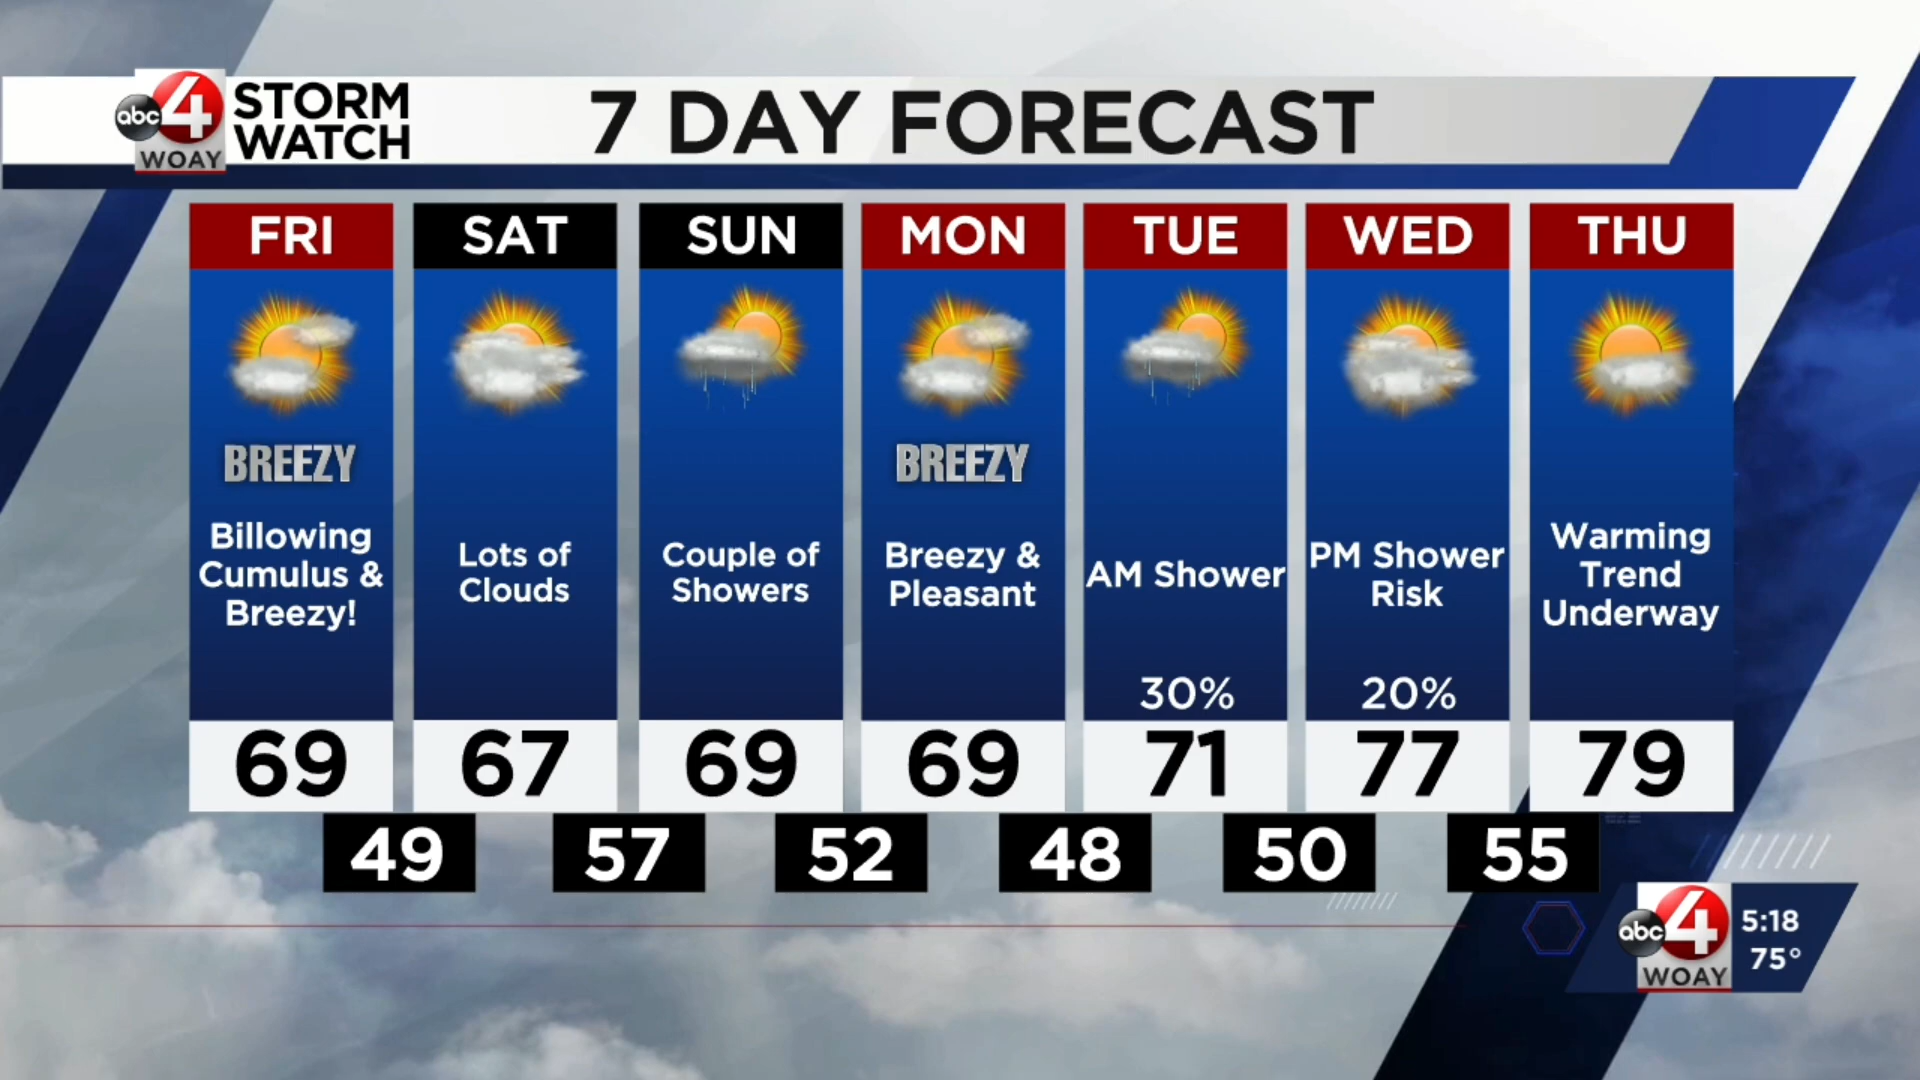 abc 4 WOAY
STORM
WATCH
7 DAY FORECAST
FRI
BREEZY
Billowing
Cumulus &
Breezy!
69
SAT
Lots of
Clouds
67
SUN
Couple of
Showers
69
MON
BREEZY
Breezy &
Pleasant
69
TUE
AM Shower
30%
71
WED
PM Shower
Risk
20%
77
THU
Warming
Trend
Underway
79
49
57
52
48
50
55
abc 4 WOAY
5:18
75°